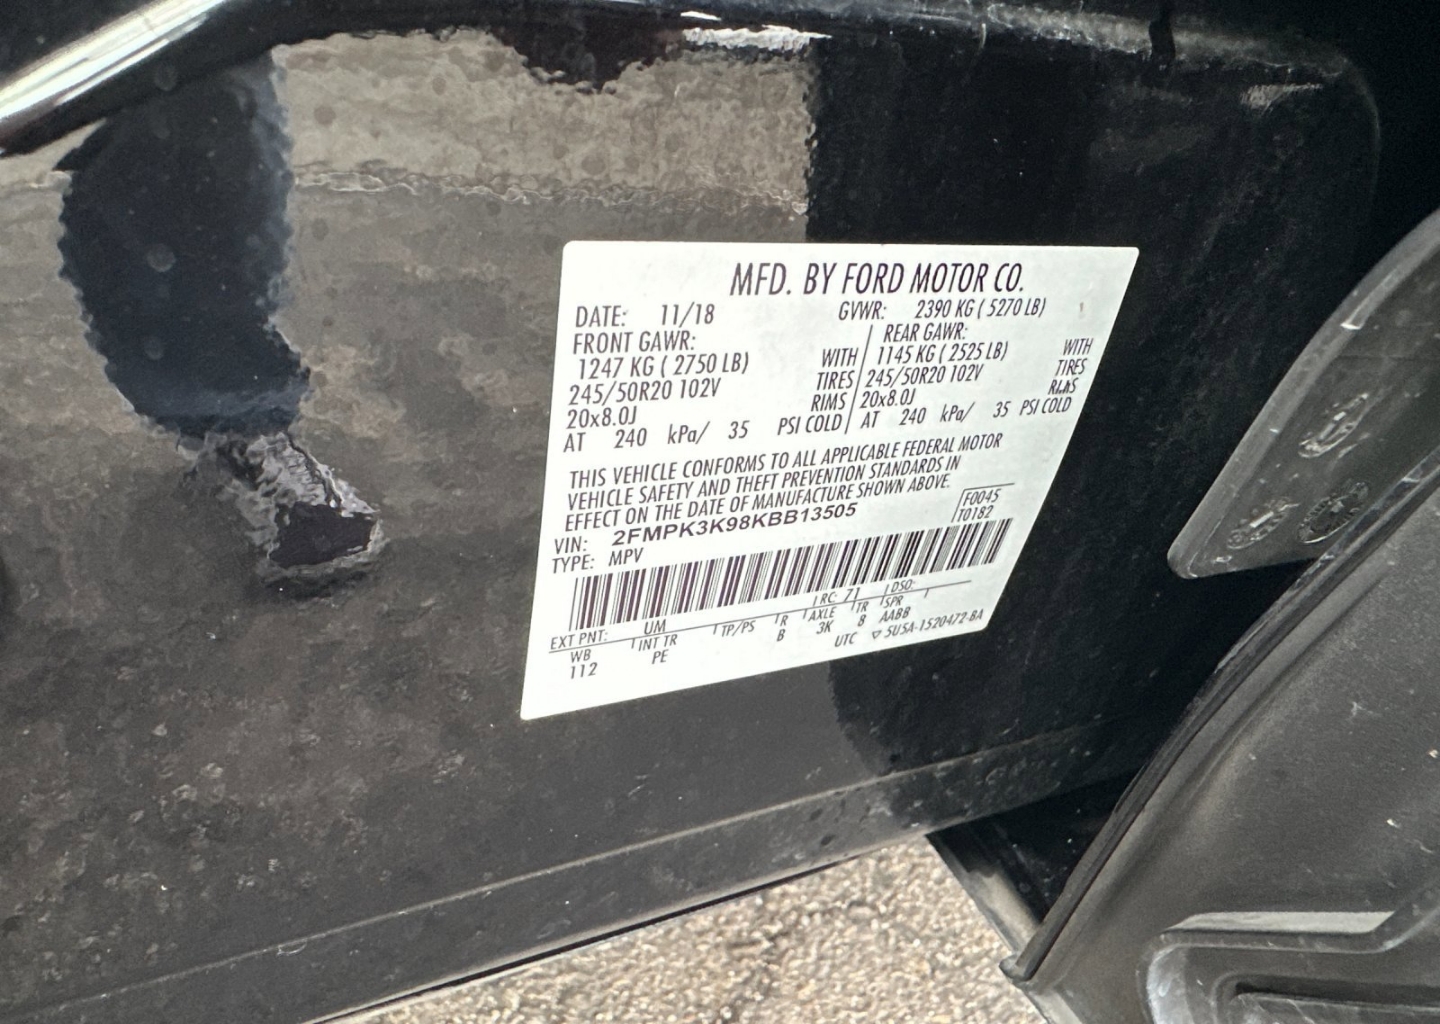 MFD. BY FORD MOTOR CO.
DATE: 11/18 GVWR: 2390 KG ( 5270 LB)
FRONT GAWR: REAR GAWR:
1247 KG ( 2750 LB) WITH 1145 KG ( 2525 LB) WITH
245/50R20 102V TIRES 245/50R20 102V TIRES
20x8.0J RIMS 20x8.0J RIMS
AT 240 kPa/ 35 PSI COLD AT 240 kPa/ 35 PSI COLD
THIS VEHICLE CONFORMS TO ALL APPLICABLE FEDERAL MOTOR
VEHICLE SAFETY AND THEFT PREVENTION STANDARDS IN
EFFECT ON THE DATE OF MANUFACTURE SHOWN ABOVE.
VIN: 2FMPK3K98KBB13505 F0045
TYPE: MPV T0182
EXT PNT: UM RC: 71 DSO:
WB INT TR TP/PS R AXLE TR SPR
112 PE B 3K 8 AABB
UTC ▽ 5U5A-1520472-BA